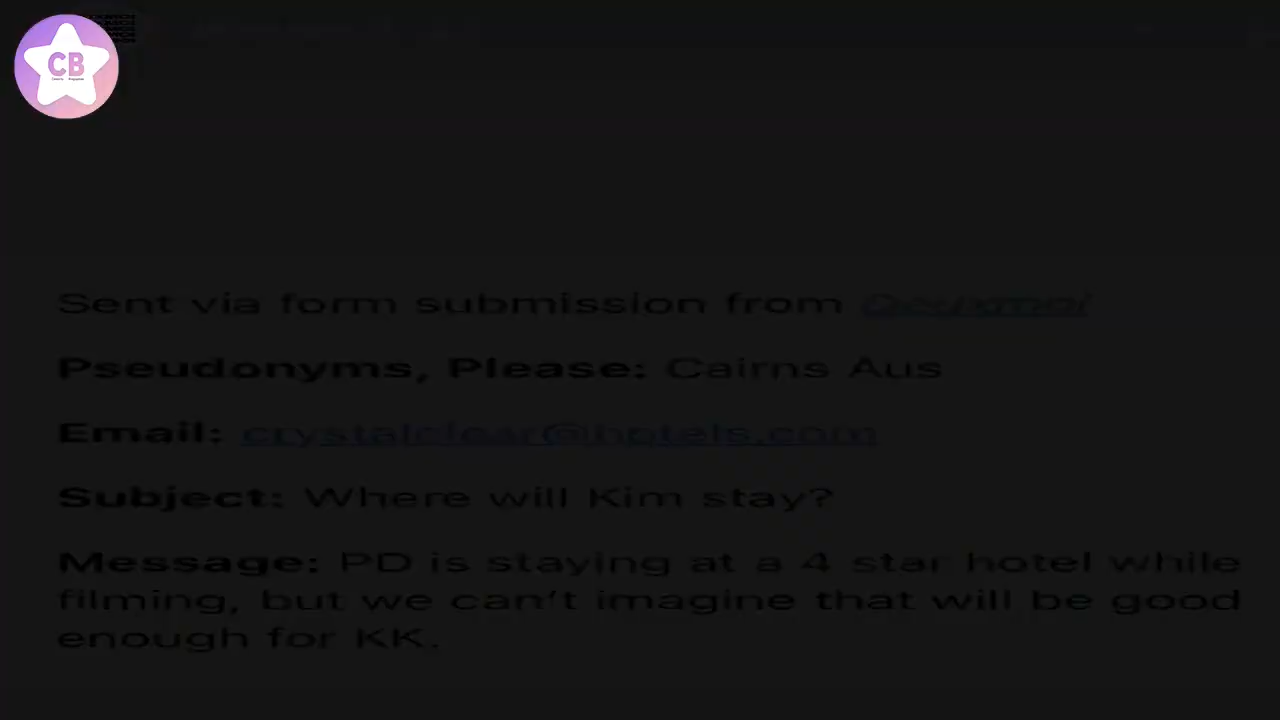 CB
Sent via form submission from
Pseudonyms, Please: Cairns Aus
Email: crystalclear@hotels.com
Subject: Where will Kim stay?
Message: PD is staying at a 4 star hotel while
filming, but we can't imagine that will be good
enough for KK.